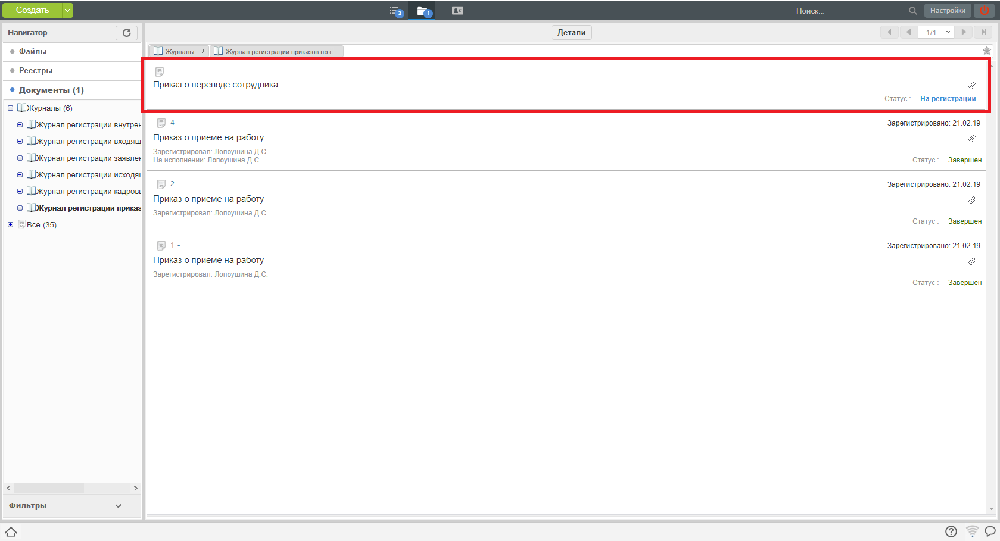 Создать
2
1
Поиск...
Настройки
Навигатор
Детали
1/1
Файлы
Реестры
Документы (1)
Журналы (6)
Журнал регистрации внутрен
Журнал регистрации входящ
Журнал регистрации заявлен
Журнал регистрации исходящ
Журнал регистрации кадровы
Журнал регистрации приказ
Все (35)
Фильтры
Журналы
Журнал регистрации приказов по с
Приказ о переводе сотрудника
Статус : На регистрации
4 -
Зарегистрировано: 21.02.19
Приказ о приеме на работу
Зарегистрировал: Лопоушина Д.С.
На исполнении: Лопоушина Д.С.
Статус : Завершен
2 -
Зарегистрировано: 21.02.19
Приказ о приеме на работу
Зарегистрировал: Лопоушина Д.С.
Статус : Завершен
1 -
Зарегистрировано: 21.02.19
Приказ о приеме на работу
Зарегистрировал: Лопоушина Д.С.
Статус : Завершен